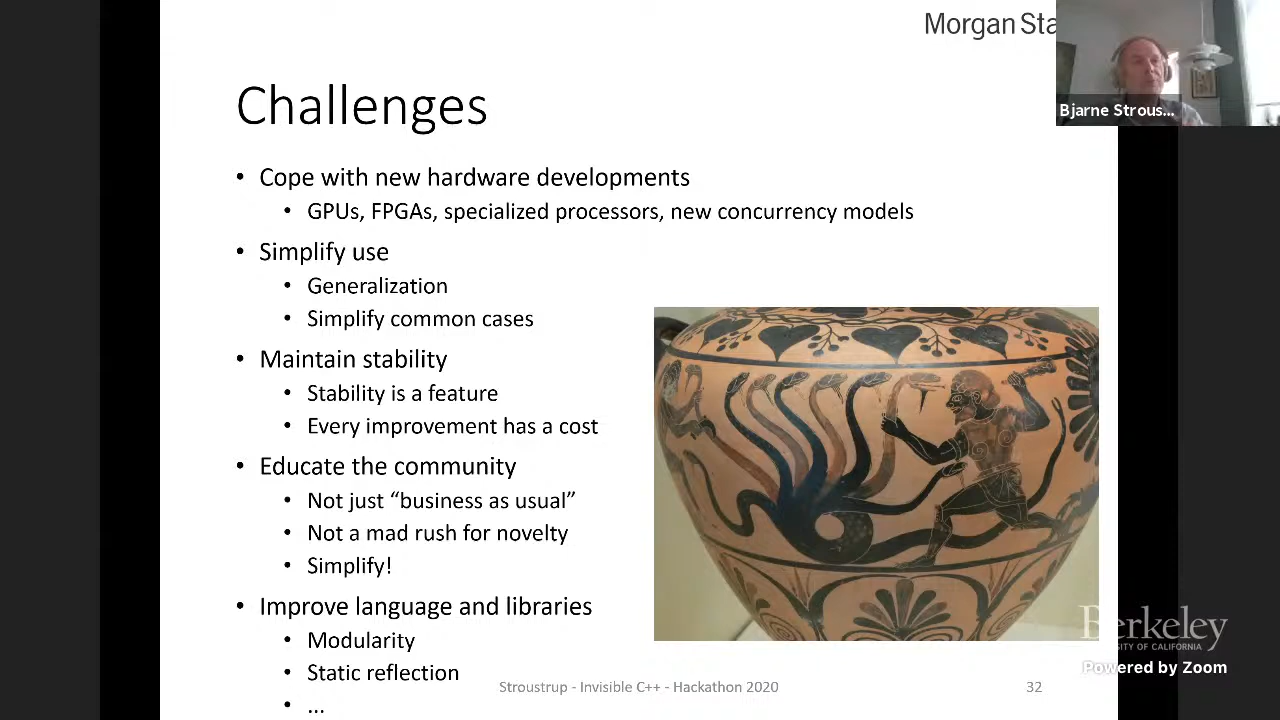 Morgan Sta
Bjarne Strous...
Challenges
• Cope with new hardware developments
• GPUs, FPGAs, specialized processors, new concurrency models
• Simplify use
• Generalization
• Simplify common cases
• Maintain stability
• Stability is a feature
• Every improvement has a cost
• Educate the community
• Not just “business as usual”
• Not a mad rush for novelty
• Simplify!
• Improve language and libraries
• Modularity
• Static reflection
• ...
Stroustrup - Invisible C++ - Hackathon 2020
32
Berkeley
SITY OF CALIFORNIA
Powered by Zoom